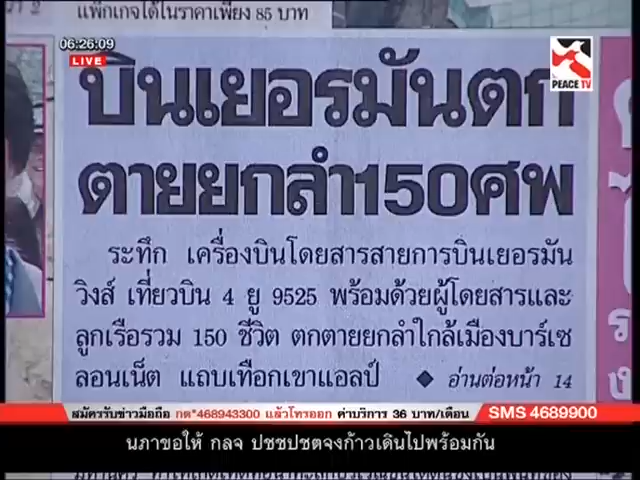 แพ็กเกจได้ในราคาเพียง 85 บาท
06:26:09
LIVE
PEACE TV
บินเยอรมันตก
ตายยกลำ150ศพ
ระทึก เครื่องบินโดยสารสายการบินเยอรมัน
วิงส์ เที่ยวบิน 4 ยู 9525 พร้อมด้วยผู้โดยสารและ
ลูกเรือรวม 150 ชีวิต ตกตายยกลำใกล้เมืองบาร์เซ
ลอนเน็ต แถบเทือกเขาแอลป์ ◆ อ่านต่อหน้า 14
สมัครรับข่าวมือถือ กด*468943300 แล้วโทรออก ค่าบริการ 36 บาท/เดือน SMS 4689900
นภาขอให้ กลจ ปชชปชตจงก้าวเดินไปพร้อมกัน